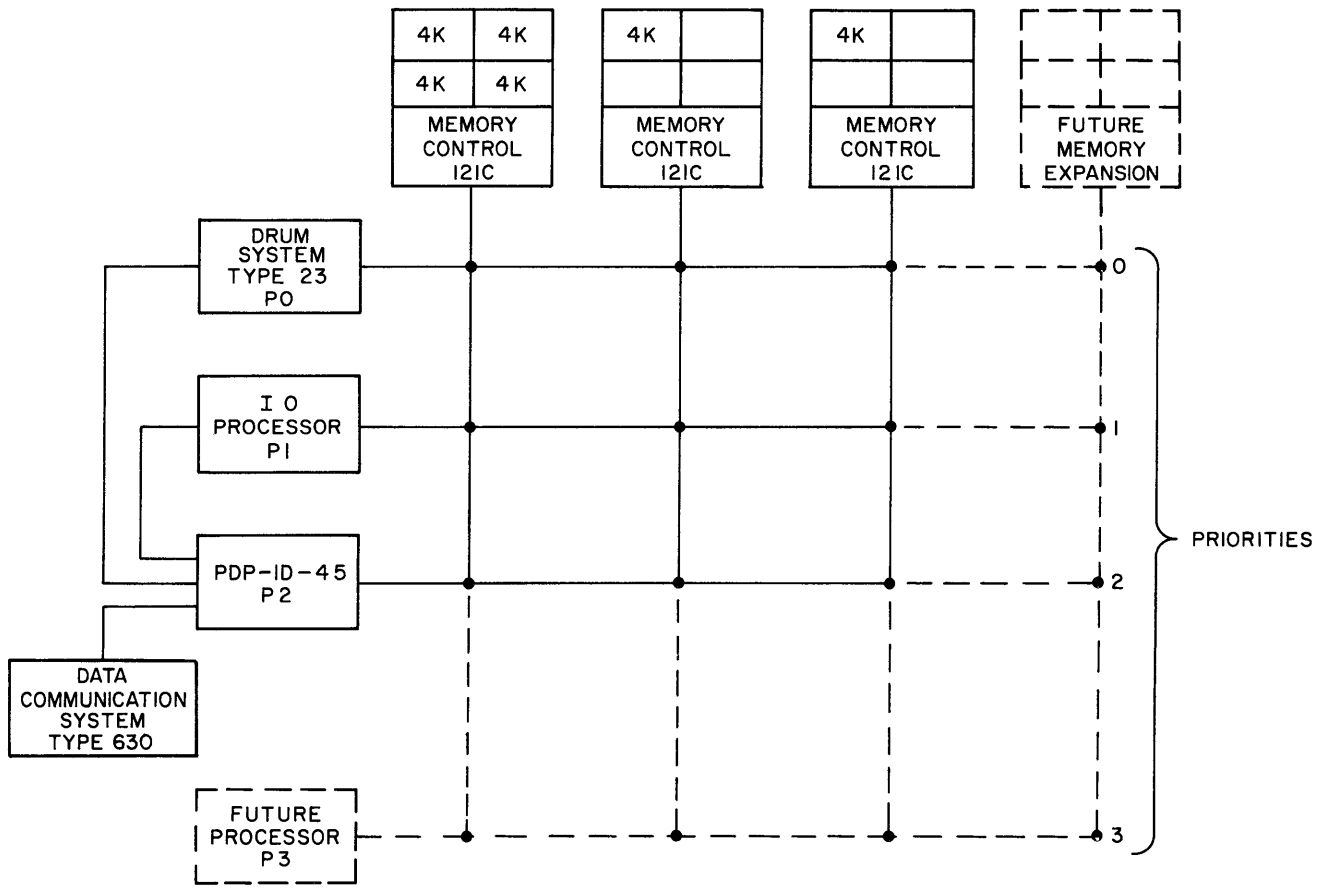 4K 4K
4K 4K
MEMORY
CONTROL
121C
4K
MEMORY
CONTROL
121C
4K
MEMORY
CONTROL
121C
FUTURE
MEMORY
EXPANSION
DRUM
SYSTEM
TYPE 23
P0
0
I O
PROCESSOR
P1
1
PDP-1D-45
P2
2
PRIORITIES
DATA
COMMUNICATION
SYSTEM
TYPE 630
FUTURE
PROCESSOR
P3
3